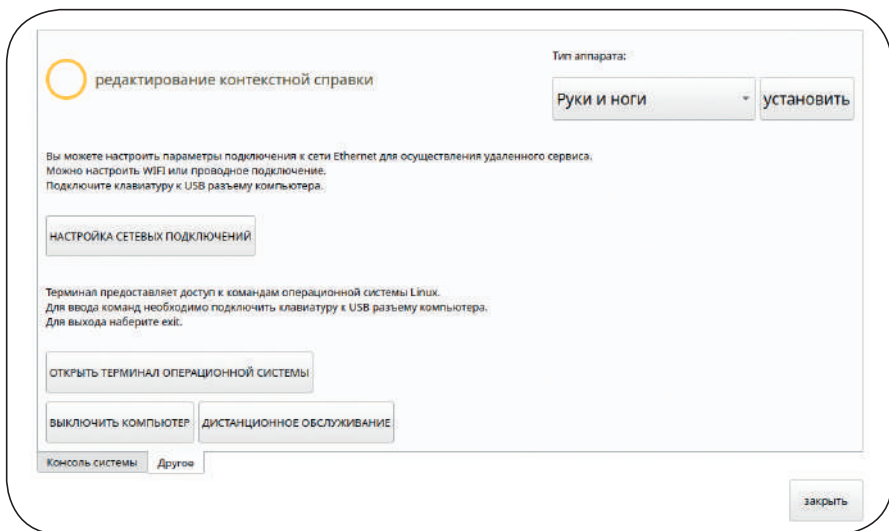 Тип аппарата:
редактирование контекстной справки
Руки и ноги
установить
Вы можете настроить параметры подключения к сети Ethernet для осуществления удаленного сервиса.
Можно настроить WIFI или проводное подключение.
Подключите клавиатуру к USB разъему компьютера.
НАСТРОЙКА СЕТЕВЫХ ПОДКЛЮЧЕНИЙ
Терминал предоставляет доступ к командам операционной системы Linux.
Для ввода команд необходимо подключить клавиатуру к USB разъему компьютера.
Для выхода наберите exit.
ОТКРЫТЬ ТЕРМИНАЛ ОПЕРАЦИОННОЙ СИСТЕМЫ
ВЫКЛЮЧИТЬ КОМПЬЮТЕР
ДИСТАНЦИОННОЕ ОБСЛУЖИВАНИЕ
Консоль системы
Другое
закрыть